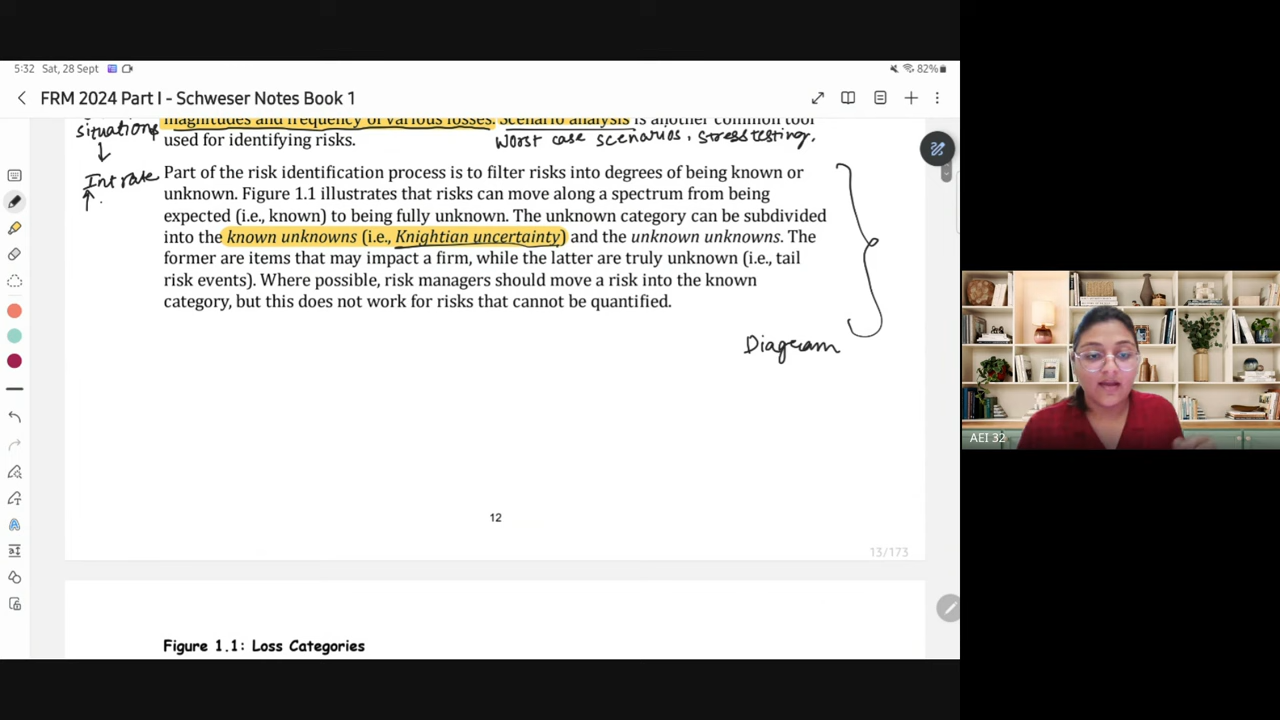 5:32 Sat, 28 Sept 82%
FRM 2024 Part I - Schweser Notes Book 1
magnitudes and frequency of various losses. Scenario analysis is another common tool
situations
used for identifying risks.
Worst case scenarios, stress testing.
Int rate
Part of the risk identification process is to filter risks into degrees of being known or
unknown. Figure 1.1 illustrates that risks can move along a spectrum from being
expected (i.e., known) to being fully unknown. The unknown category can be subdivided
into the known unknowns (i.e., Knightian uncertainty) and the unknown unknowns. The
former are items that may impact a firm, while the latter are truly unknown (i.e., tail
risk events). Where possible, risk managers should move a risk into the known
category, but this does not work for risks that cannot be quantified.
Diagram
12
13/173
Figure 1.1: Loss Categories
AEI 32